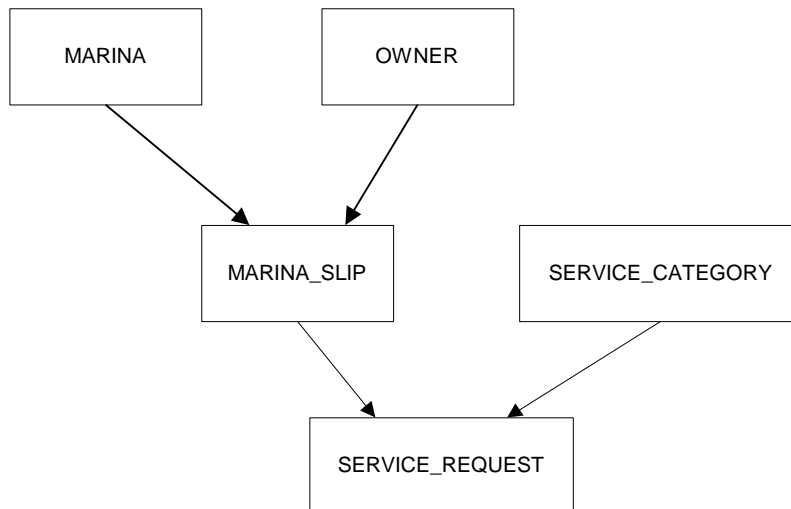 MARINA
OWNER
MARINA_SLIP
SERVICE_CATEGORY
SERVICE_REQUEST